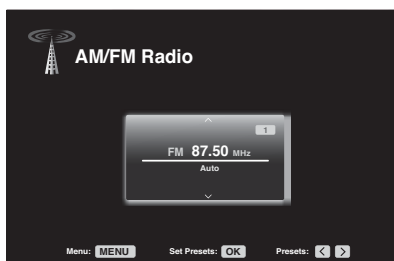 AM/FM Radio
1
FM 87.50 MHz
Auto
Menu: MENU Set Presets: OK Presets: < >